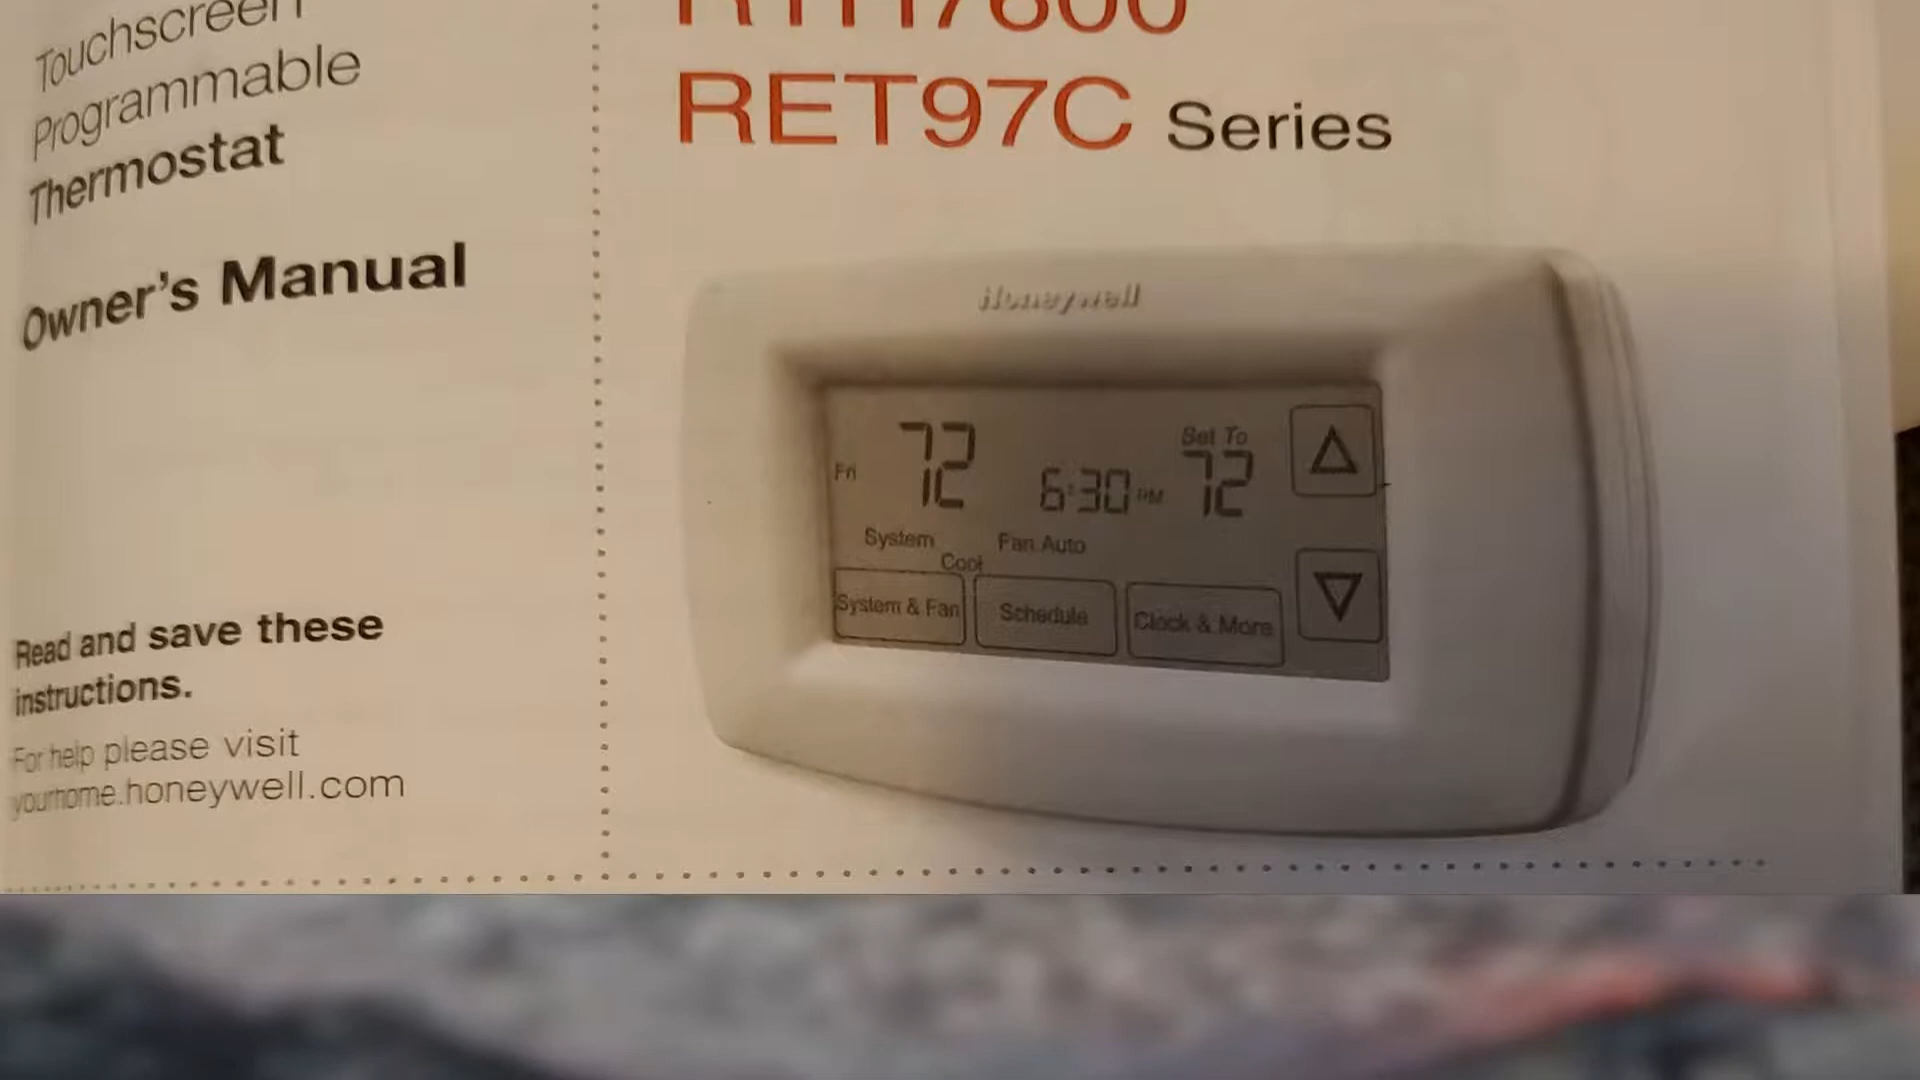 Touchscreen
Programmable
Thermostat
Owner's Manual
Read and save these
instructions.
For help please visit
yourhome.honeywell.com
RTH7600
RET97C Series
Honeywell
Fri 72 6:30 PM Set To 72
System Fan Auto
Cool
System & Fan Schedule Clock & More